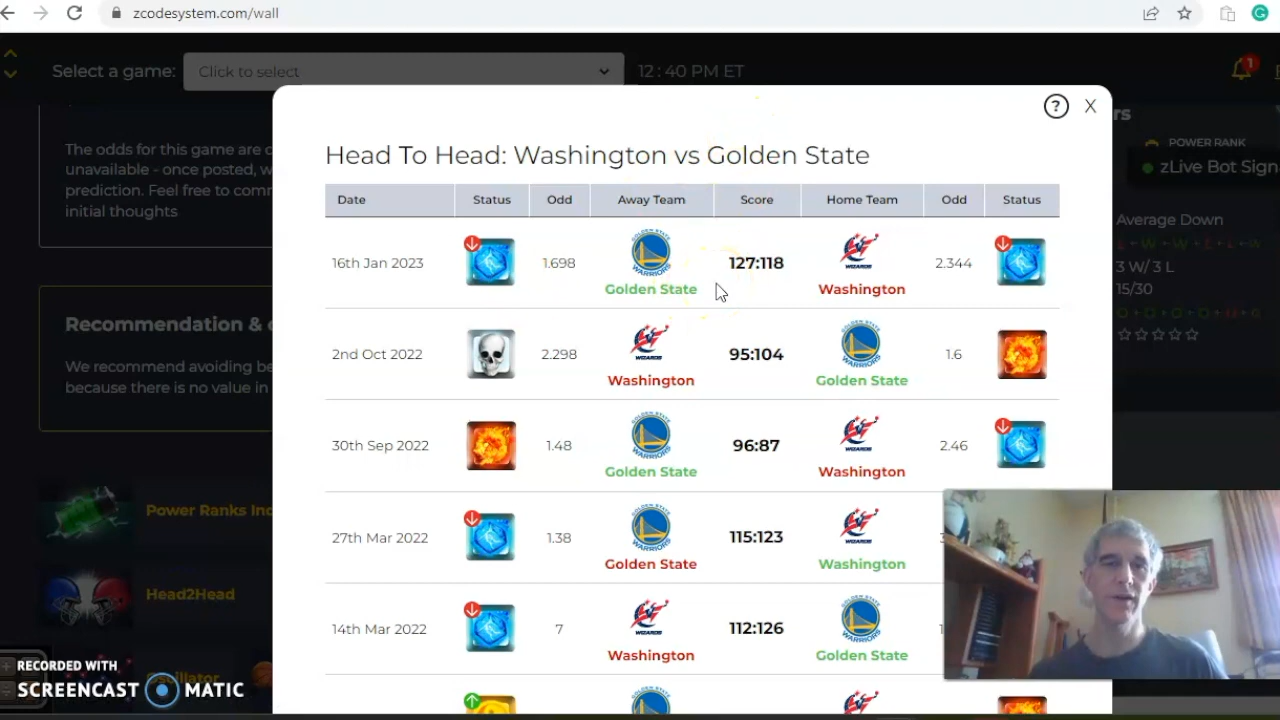 zcodesystem.com/wall
Select a game: Click to select 12 : 40 PM ET 1
The odds for this game are c
unavailable - once posted, w
prediction. Feel free to comm
initial thoughts
Recommendation &
We recommend avoiding be
because there is no value in
Power Ranks Ind
Head2Head
Oscillator
RECORDED WITH
SCREENCAST MATIC
? X
Head To Head: Washington vs Golden State
Date Status Odd Away Team Score Home Team Odd Status
16th Jan 2023 1.698 Golden State 127:118 Washington 2.344
2nd Oct 2022 2.298 Washington 95:104 Golden State 1.6
30th Sep 2022 1.48 Golden State 96:87 Washington 2.46
27th Mar 2022 1.38 Golden State 115:123 Washington
14th Mar 2022 7 Washington 112:126 Golden State
rs
POWER RANK
zLive Bot Sign
Average Down
3 W/ 3 L
15/30